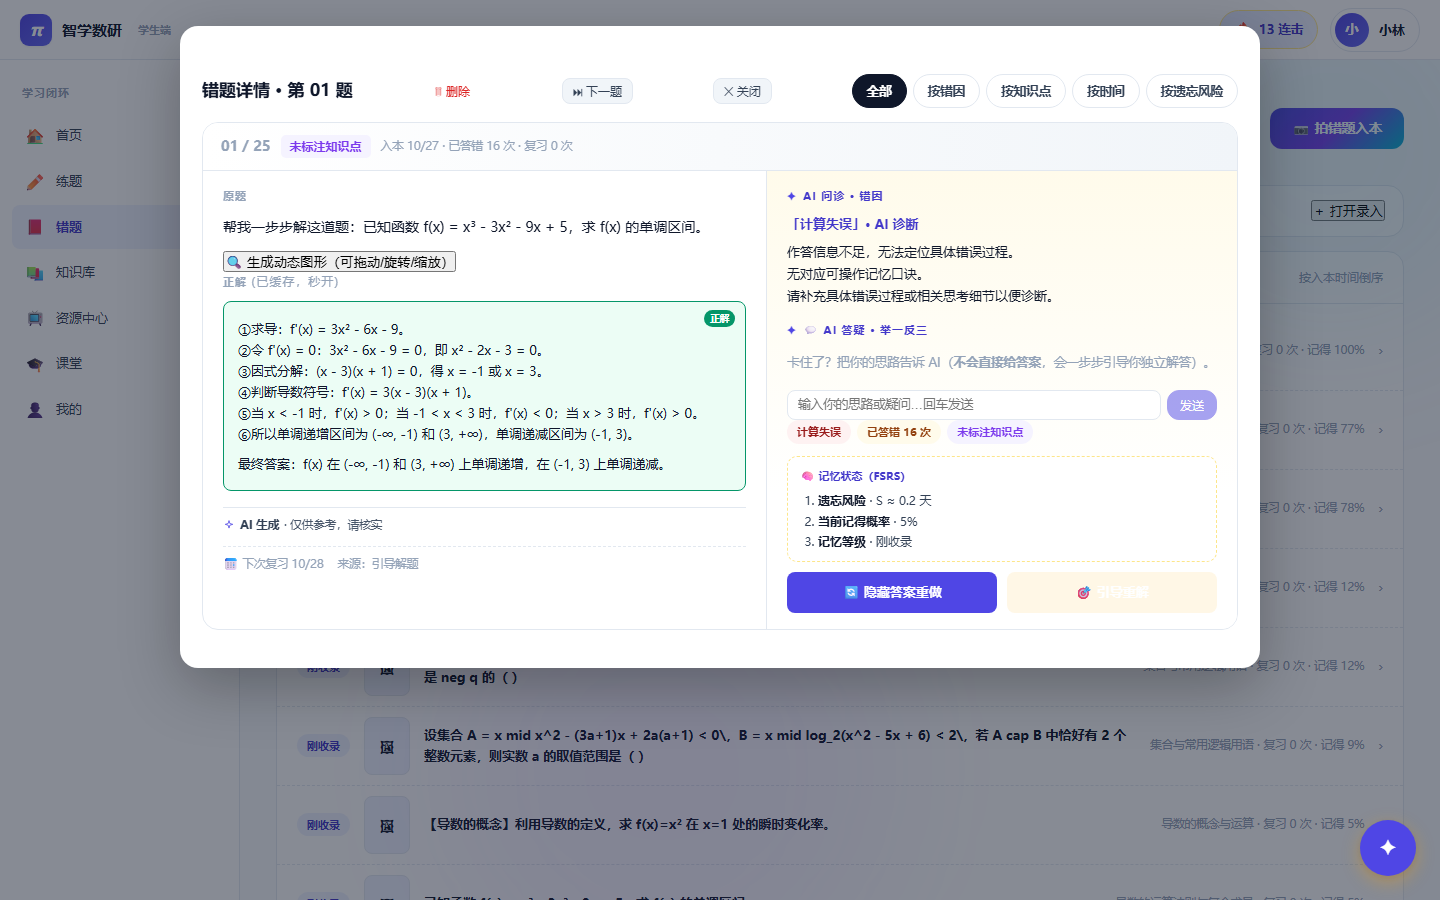 π 智学数研 学生端
13 连击
小 小林
学习闭环
首页
练题
错题
知识库
资源中心
课堂
我的
拍错题入本
+ 打开录入
按入本时间倒序
错题详情 • 第 01 题
删除
下一题
× 关闭
全部
按错因
按知识点
按时间
按遗忘风险
01 / 25 未标注知识点 入本 10/27 · 已答错 16 次 · 复习 0 次
原题
帮我一步步解这道题：已知函数 f(x) = x³ - 3x² - 9x + 5，求 f(x) 的单调区间。
生成动态图形（可拖动/旋转/缩放）
正解（已缓存，秒开）
正解
①求导：f'(x) = 3x² - 6x - 9。
②令 f'(x) = 0：3x² - 6x - 9 = 0，即 x² - 2x - 3 = 0。
③因式分解：(x - 3)(x + 1) = 0，得 x = -1 或 x = 3。
④判断导数符号：f'(x) = 3(x - 3)(x + 1)。
⑤当 x < -1 时，f'(x) > 0；当 -1 < x < 3 时，f'(x) < 0；当 x > 3 时，f'(x) > 0。
⑥所以单调递增区间为 (-∞, -1) 和 (3, +∞)，单调递减区间为 (-1, 3)。
最终答案：f(x) 在 (-∞, -1) 和 (3, +∞) 上单调递增，在 (-1, 3) 上单调递减。
AI 生成 · 仅供参考，请核实
下次复习 10/28 来源：引导解题
AI 问诊 • 错因
「计算失误」• AI 诊断
作答信息不足，无法定位具体错误过程。
无对应可操作记忆口诀。
请补充具体错误过程或相关思考细节以便诊断。
AI 答疑 • 举一反三
卡住了？把你的思路告诉 AI（不会直接给答案，会一步步引导你独立解答）。
输入你的思路或疑问…回车发送
发送
计算失误 已答错 16 次 未标注知识点
记忆状态（FSRS）
1. 遗忘风险 · S ≈ 0.2 天
2. 当前记得概率 · 5%
3. 记忆等级 · 刚收录
隐藏答案重做
引导重解
习 0 次 · 记得 100% ›
复习 0 次 · 记得 77% ›
复习 0 次 · 记得 78% ›
复习 0 次 · 记得 12% ›
复习 0 次 · 记得 12% ›
是 neg q 的（ ）
刚收录
设集合 A = x mid x^2 - (3a+1)x + 2a(a+1) < 0\，B = x mid log_2(x^2 - 5x + 6) < 2\，若 A cap B 中恰好有 2 个
整数元素，则实数 a 的取值范围是（ ）
集合与常用逻辑用语 · 复习 0 次 · 记得 9% ›
刚收录
【导数的概念】利用导数的定义，求 f(x)=x² 在 x=1 处的瞬时变化率。
导数的概念与运算 · 复习 0 次 · 记得 5%